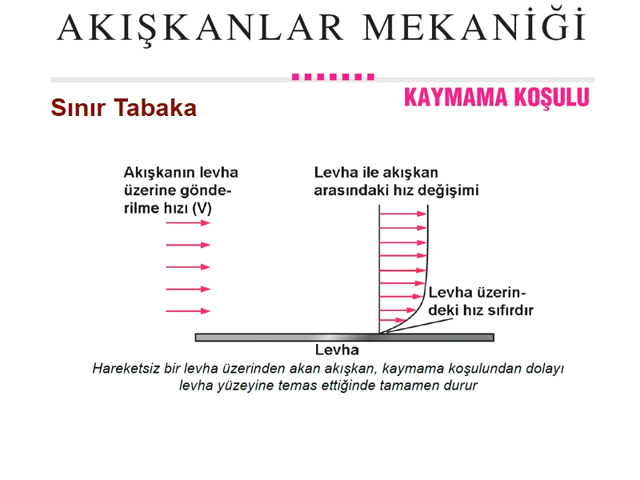 AKIŞKANLAR MEKANİĞİ
Sınır Tabaka
KAYMAMA KOŞULU
Akışkanın levha
üzerine gönde-
rilme hızı (V)
Levha ile akışkan
arasındaki hız değişimi
Levha üzerin-
deki hız sıfırdır
Levha
Hareketsiz bir levha üzerinden akan akışkan, kaymama koşulundan dolayı
levha yüzeyine temas ettiğinde tamamen durur